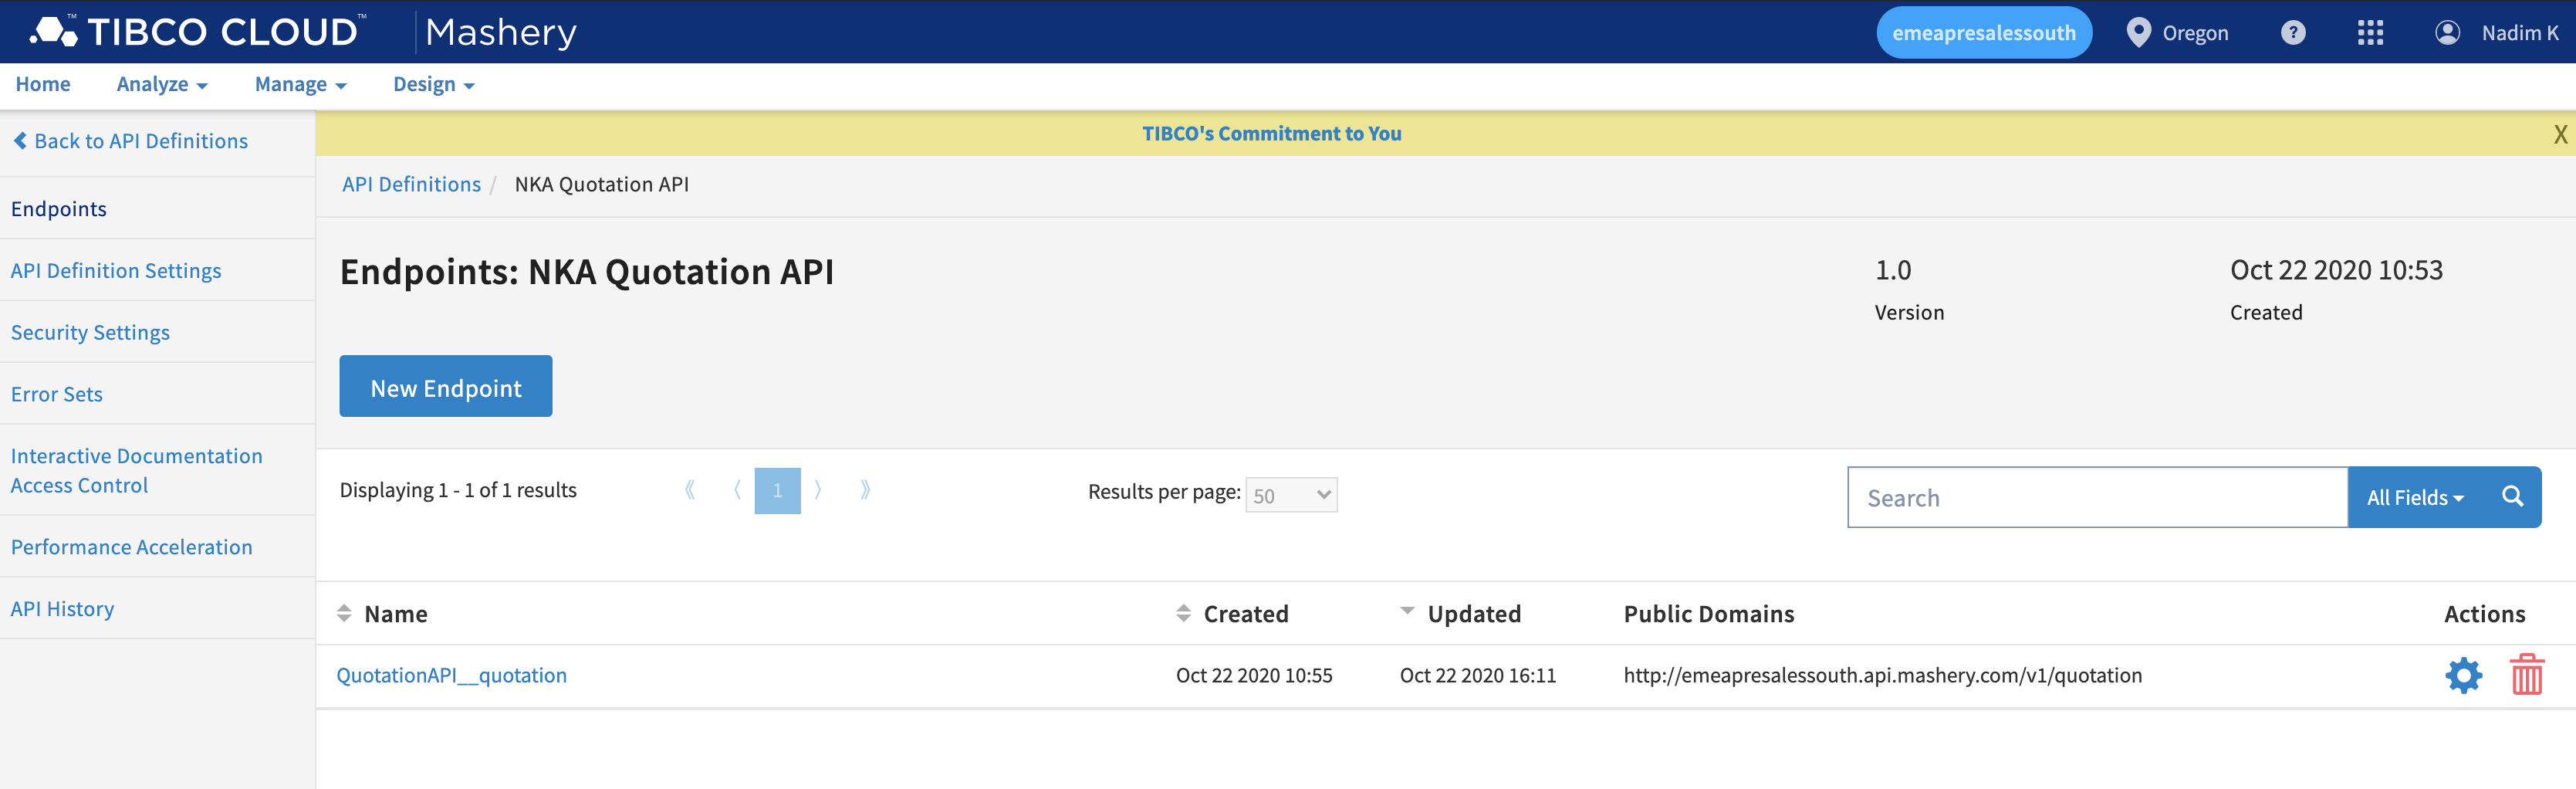 TIBCO CLOUD™ Mashery
emeapresalessouth
Oregon
?
Nadim K
Home
Analyze
Manage
Design
Back to API Definitions
Endpoints
API Definition Settings
Security Settings
Error Sets
Interactive Documentation
Access Control
Performance Acceleration
API History
TIBCO's Commitment to You
X
API Definitions / NKA Quotation API
Endpoints: NKA Quotation API
1.0
Version
Oct 22 2020 10:53
Created
New Endpoint
Displaying 1 - 1 of 1 results
《 〈 1 〉 》
Results per page: 50
Search
All Fields
Name Created Updated Public Domains Actions
QuotationAPI__quotation Oct 22 2020 10:55 Oct 22 2020 16:11 http://emeapresalessouth.api.mashery.com/v1/quotation